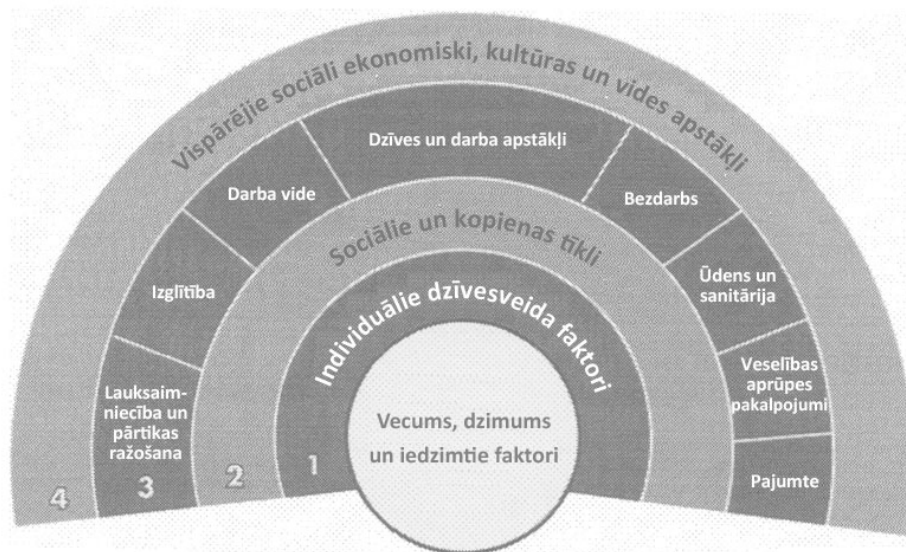 Vispārējie sociāli ekonomiski, kultūras un vides apstākļi
Dzīves un darba apstākļi
Darba vide
Bezdarbs
Sociālie un kopienas tīkli
Izglītība
Ūdens un
sanitārija
Individuālie dzīvesveida faktori
Lauksaim-
niecība un
pārtikas
ražošana
Veselības
aprūpes
pakalpojumi
Vecums, dzimums
un iedzimtie faktori
Pajumte
4
3
2
1